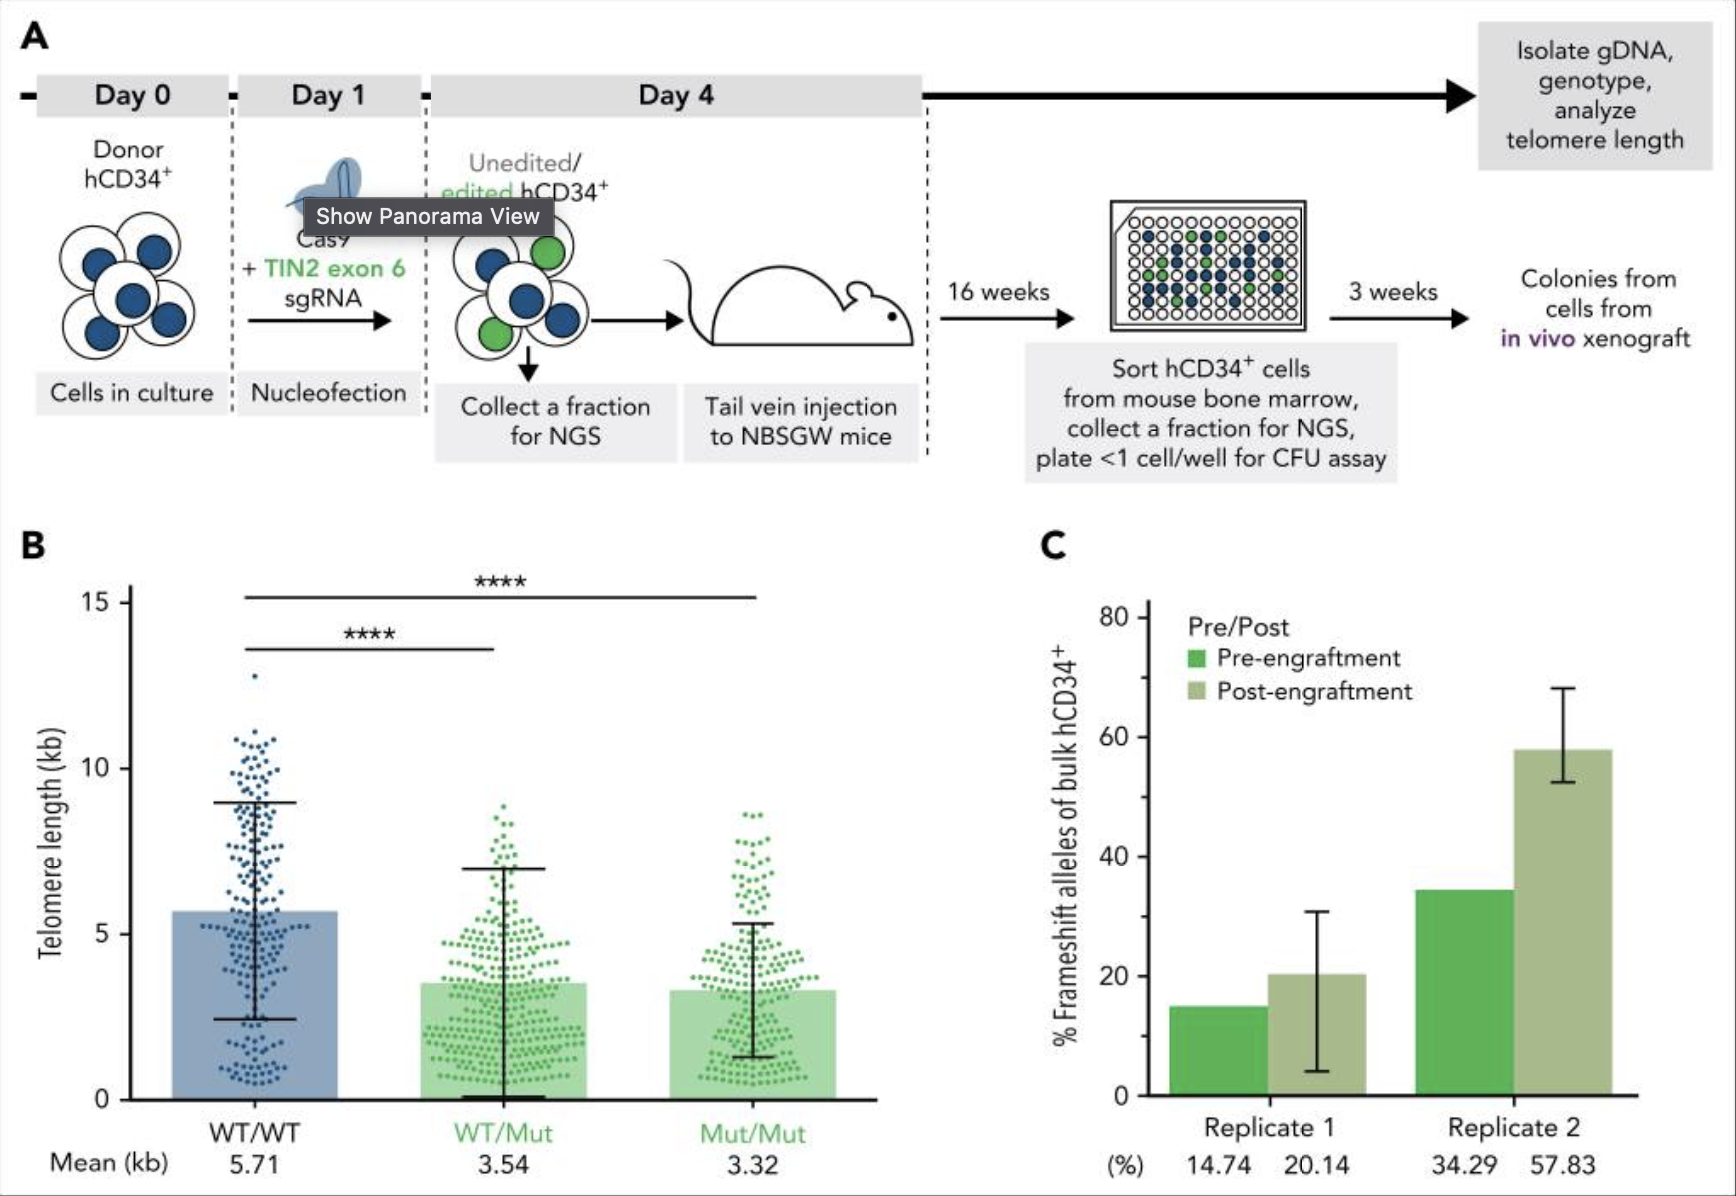 A
Day 0
Day 1
Day 4
Isolate gDNA,
genotype,
analyze
telomere length
Donor
hCD34+
Unedited/
edited hCD34+
Show Panorama View
Cas9
+ TIN2 exon 6
sgRNA
16 weeks
3 weeks
Colonies from
cells from
in vivo xenograft
Cells in culture
Nucleofection
Collect a fraction
for NGS
Tail vein injection
to NBSGW mice
Sort hCD34+ cells
from mouse bone marrow,
collect a fraction for NGS,
plate <1 cell/well for CFU assay
B
****
****
Telomere length (kb)
15
10
5
0
WT/WT
WT/Mut
Mut/Mut
Mean (kb) 5.71 3.54 3.32
C
% Frameshift alleles of bulk hCD34+
80
60
40
20
0
Pre/Post
Pre-engraftment
Post-engraftment
Replicate 1
Replicate 2
(%) 14.74 20.14 34.29 57.83